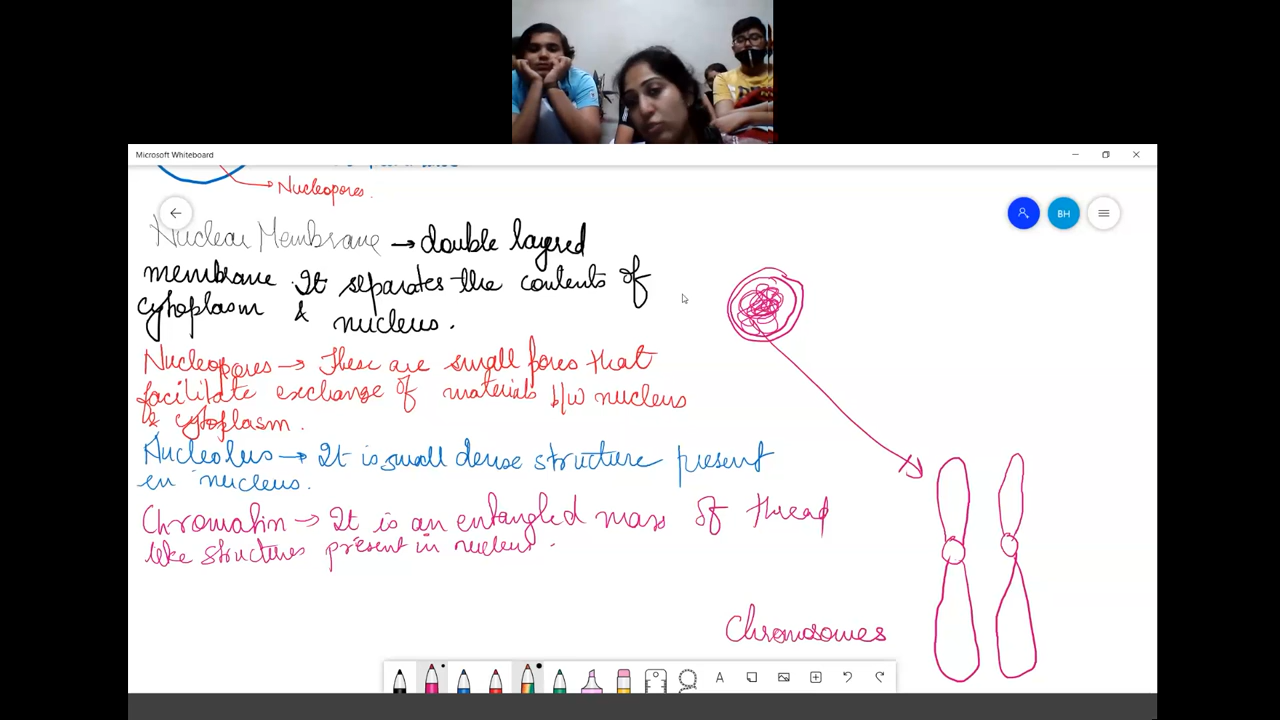 Microsoft Whiteboard
Nucleopores.
BH
Nuclear Membrane → double layered
membrane. It separates the contents of
cytoplasm & nucleus.
Nucleopores → These are small pores that
facilitate exchange of materials b/w nucleus
& cytoplasm.
Nucleolus → It is small dense structure present
in nucleus.
Chromatin → It is an entangled mass of thread
like structures present in nucleus.
Chromosomes
A